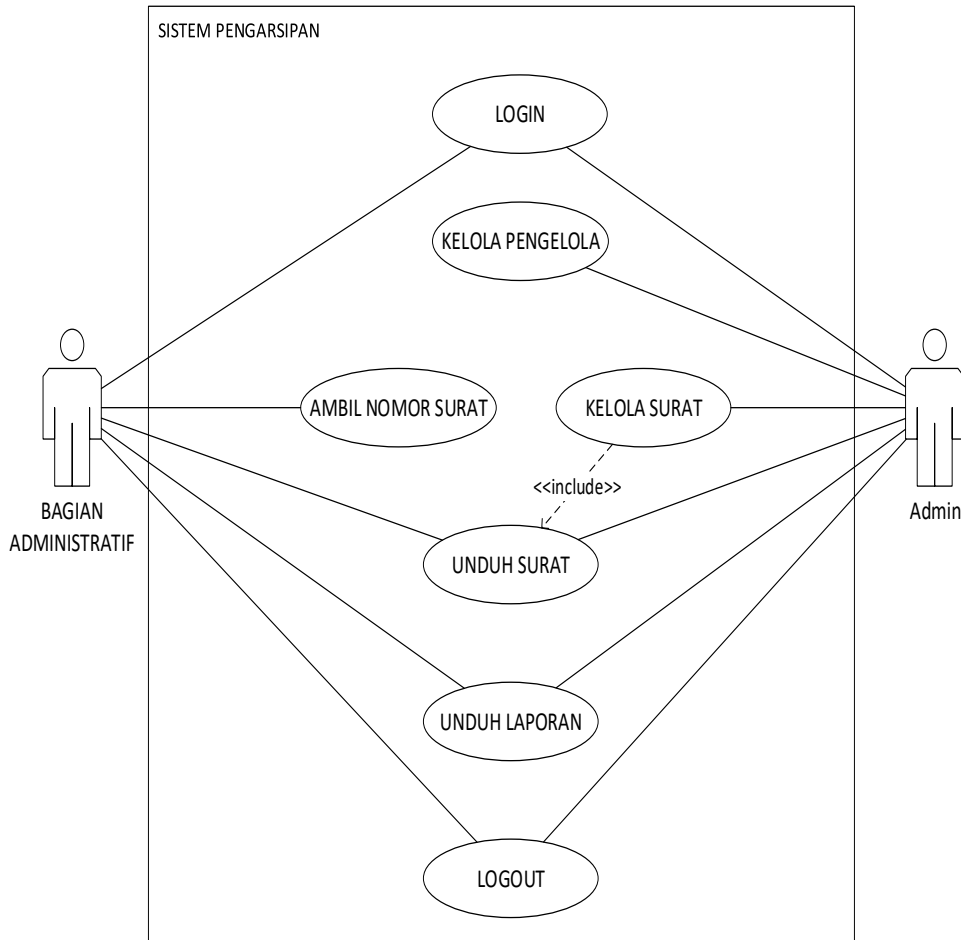 SISTEM PENGARSIPAN
LOGIN
KELOLA PENGELOLA
AMBIL NOMOR SURAT
KELOLA SURAT
<<include>>
BAGIAN
ADMINISTRATIF
Admin
UNDUH SURAT
UNDUH LAPORAN
LOGOUT